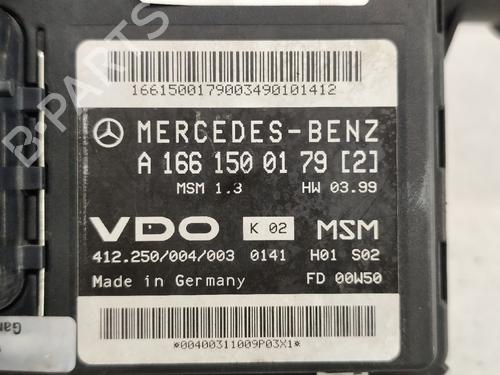 B-PARTS
1661500179003490101412
MERCEDES-BENZ
A 166 150 01 79 [2]
MSM 1.3 HW 03.99
VDO K 02 MSM
412.250/004/003 0141 H01 S02
Made in Germany FD 00W50
*00400311009P03X1*